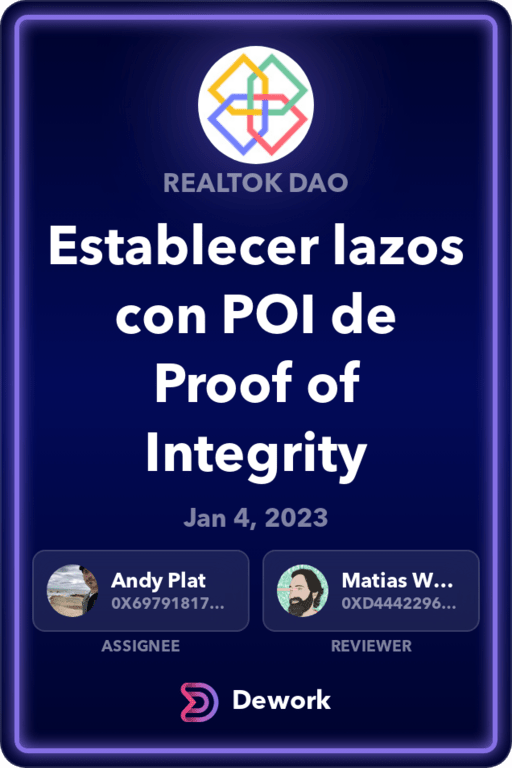 REALTOK DAO
Establecer lazos
con POI de
Proof of
Integrity
Jan 4, 2023
Andy Plat
0X69791817...
ASSIGNEE
Matias W...
0XD4442296...
REVIEWER
Dework